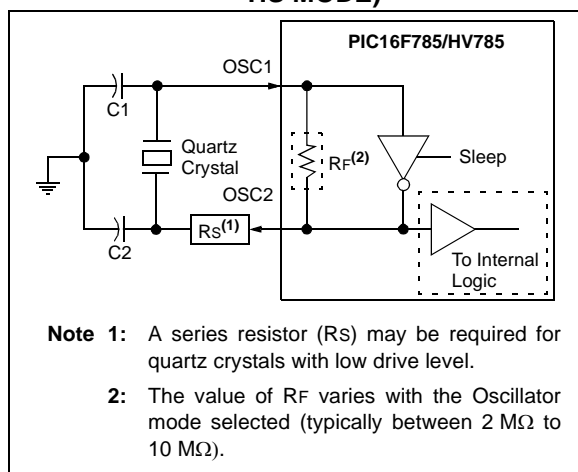 HS MODE)
PIC16F785/HV785
OSC1
C1
Quartz
Crystal
RF(2)
Sleep
OSC2
RS(1)
C2
To Internal
Logic
Note 1: A series resistor (RS) may be required for
quartz crystals with low drive level.
2: The value of RF varies with the Oscillator
mode selected (typically between 2 MΩ to
10 MΩ).